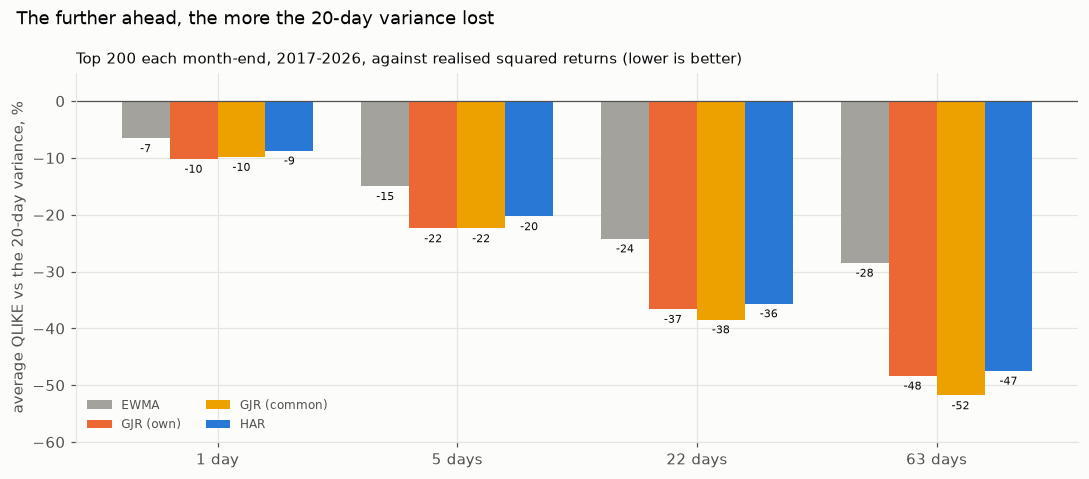 The further ahead, the more the 20-day variance lost
Top 200 each month-end, 2017-2026, against realised squared returns (lower is better)
average QLIKE vs the 20-day variance, %
0
−10
−20
−30
−40
−50
−60
-7
-10
-10
-9
-15
-22
-22
-20
-24
-37
-38
-36
-28
-48
-52
-47
EWMA
GJR (own)
GJR (common)
HAR
1 day
5 days
22 days
63 days